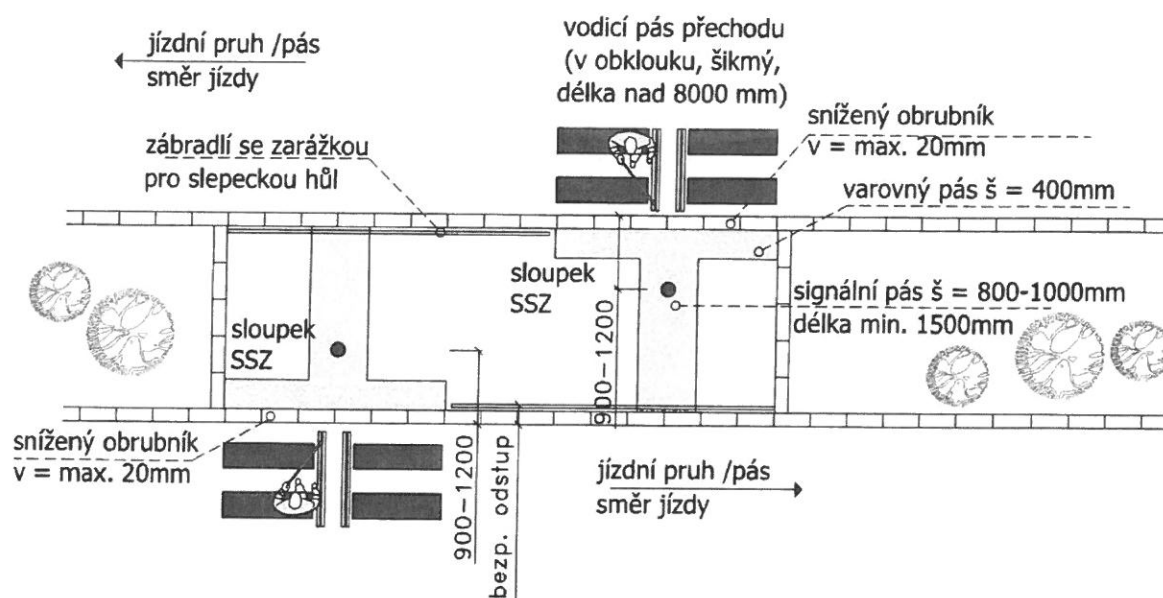 jízdní pruh /pás
směr jízdy
vodicí pás přechodu
(v obklouku, šikmý,
délka nad 8000 mm)
snížený obrubník
v = max. 20mm
zábradlí se zarážkou
pro slepeckou hůl
varovný pás š = 400mm
sloupek
SSZ
signální pás š = 800-1000mm
délka min. 1500mm
sloupek
SSZ
900-1200
snížený obrubník
v = max. 20mm
900-1200
bezp. odstup
jízdní pruh /pás
směr jízdy